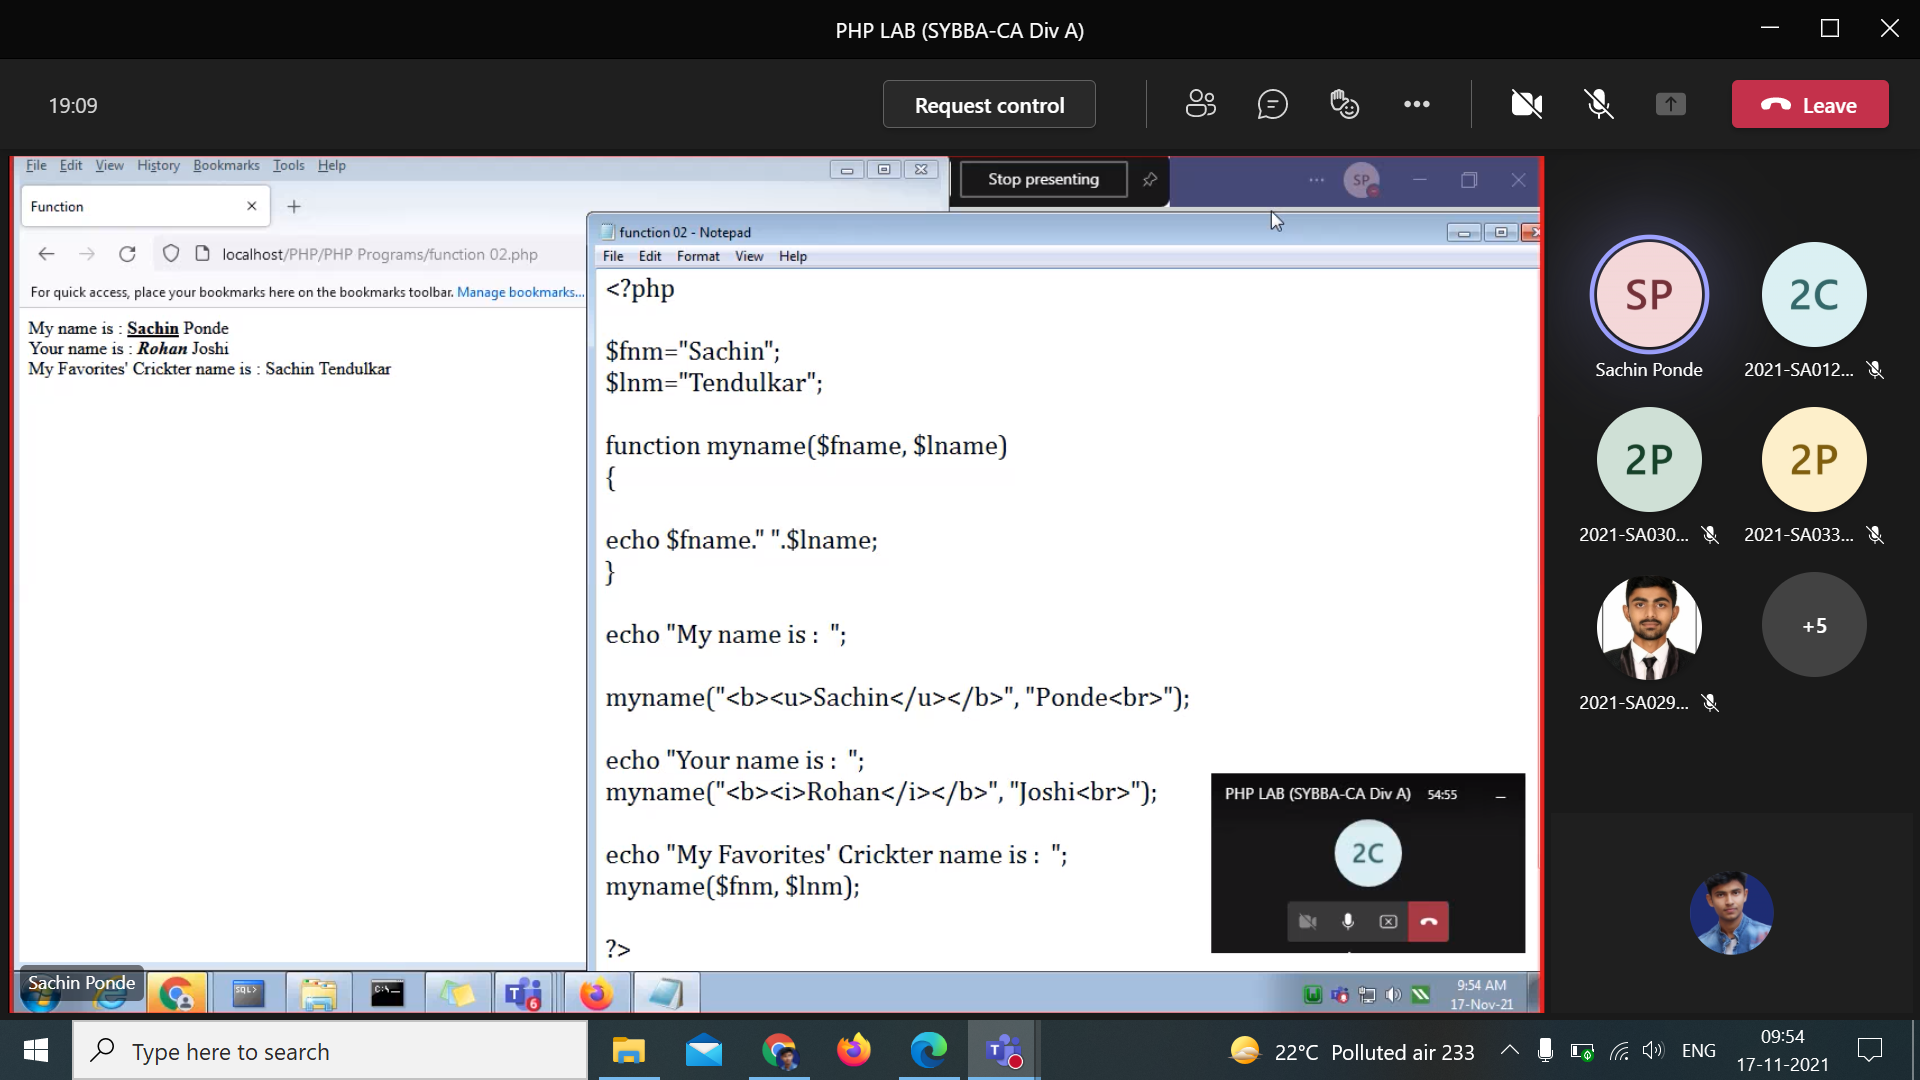 PHP LAB (SYBBA-CA Div A)
19:09
Request control
Leave
File Edit View History Bookmarks Tools Help
Stop presenting
SP
Function
function 02 - Notepad
localhost/PHP/PHP Programs/function 02.php
File Edit Format View Help
For quick access, place your bookmarks here on the bookmarks toolbar. Manage bookmarks...
My name is : Sachin Ponde
Your name is : Rohan Joshi
My Favorites' Crickter name is : Sachin Tendulkar
<?php
$fnm="Sachin";
$lnm="Tendulkar";
function myname($fname, $lname)
{
echo $fname." ".$lname;
}
echo "My name is :  ";
myname("<b><u>Sachin</u></b>", "Ponde<br>");
echo "Your name is :  ";
myname("<b><i>Rohan</i></b>", "Joshi<br>");
echo "My Favorites' Crickter name is :  ";
myname($fnm, $lnm);
?>
PHP LAB (SYBBA-CA Div A) 54:55
2C
SP
Sachin Ponde
2C
2021-SA012...
2P
2021-SA030...
2P
2021-SA033...
2021-SA029...
+5
Sachin Ponde
SQL>
C:\.
6
9:54 AM
17-Nov-21
Type here to search
22°C Polluted air 233
ENG
09:54
17-11-2021